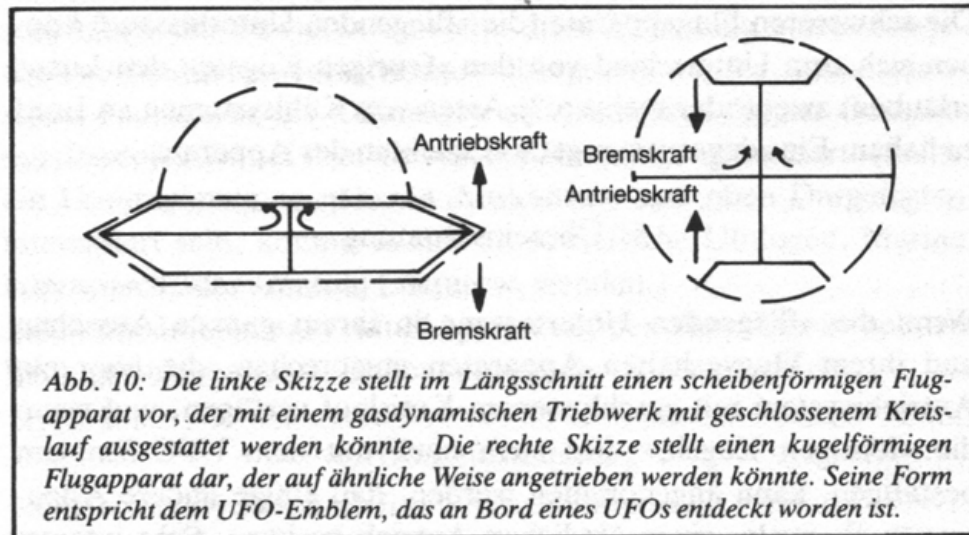 Antriebskraft
Bremskraft
Bremskraft
Antriebskraft
Abb. 10: Die linke Skizze stellt im Längsschnitt einen scheibenförmigen Flug-
apparat vor, der mit einem gasdynamischen Triebwerk mit geschlossenem Kreis-
lauf ausgestattet werden könnte. Die rechte Skizze stellt einen kugelförmigen
Flugapparat dar, der auf ähnliche Weise angetrieben werden könnte. Seine Form
entspricht dem UFO-Emblem, das an Bord eines UFOs entdeckt worden ist.